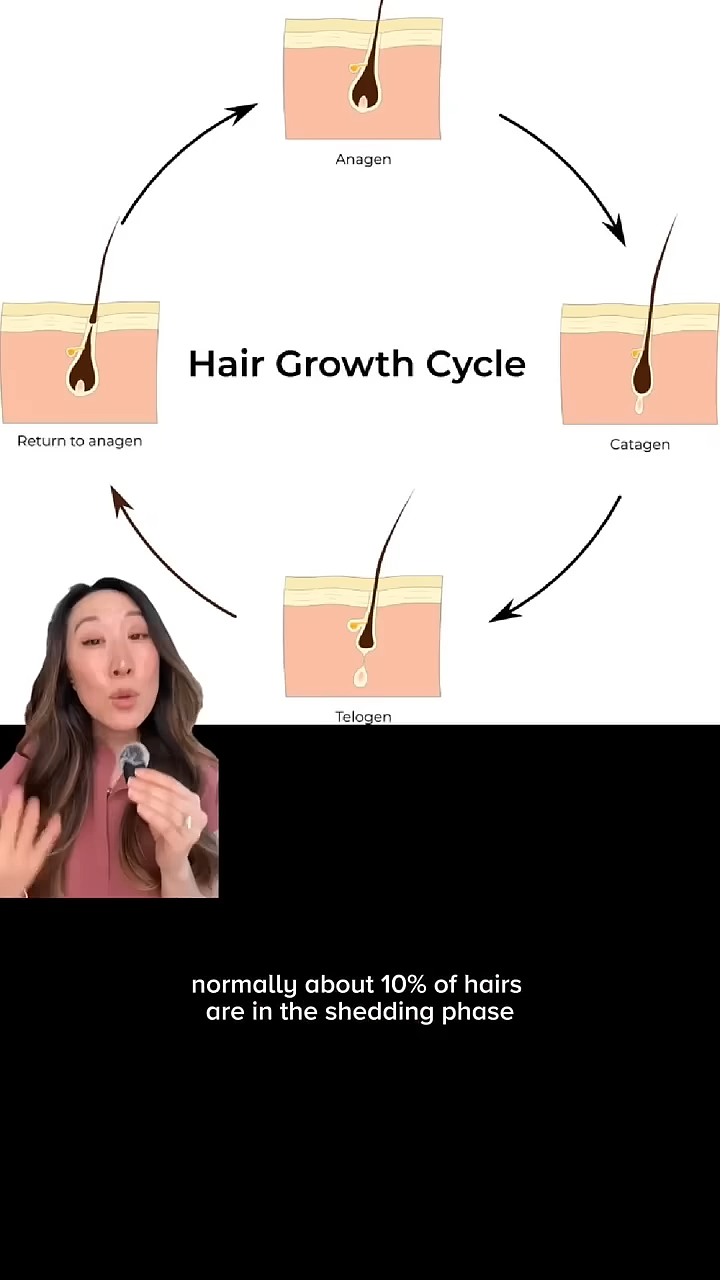 Anagen
Hair Growth Cycle
Return to anagen
Catagen
Telogen
normally about 10% of hairs
are in the shedding phase